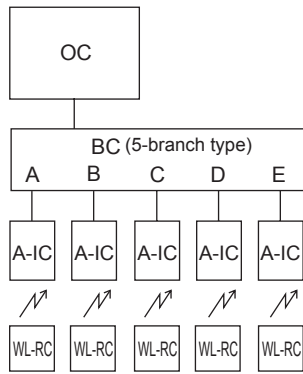 OC
BC (5-branch type)
A B C D E
A-IC A-IC A-IC A-IC A-IC
WL-RC WL-RC WL-RC WL-RC WL-RC